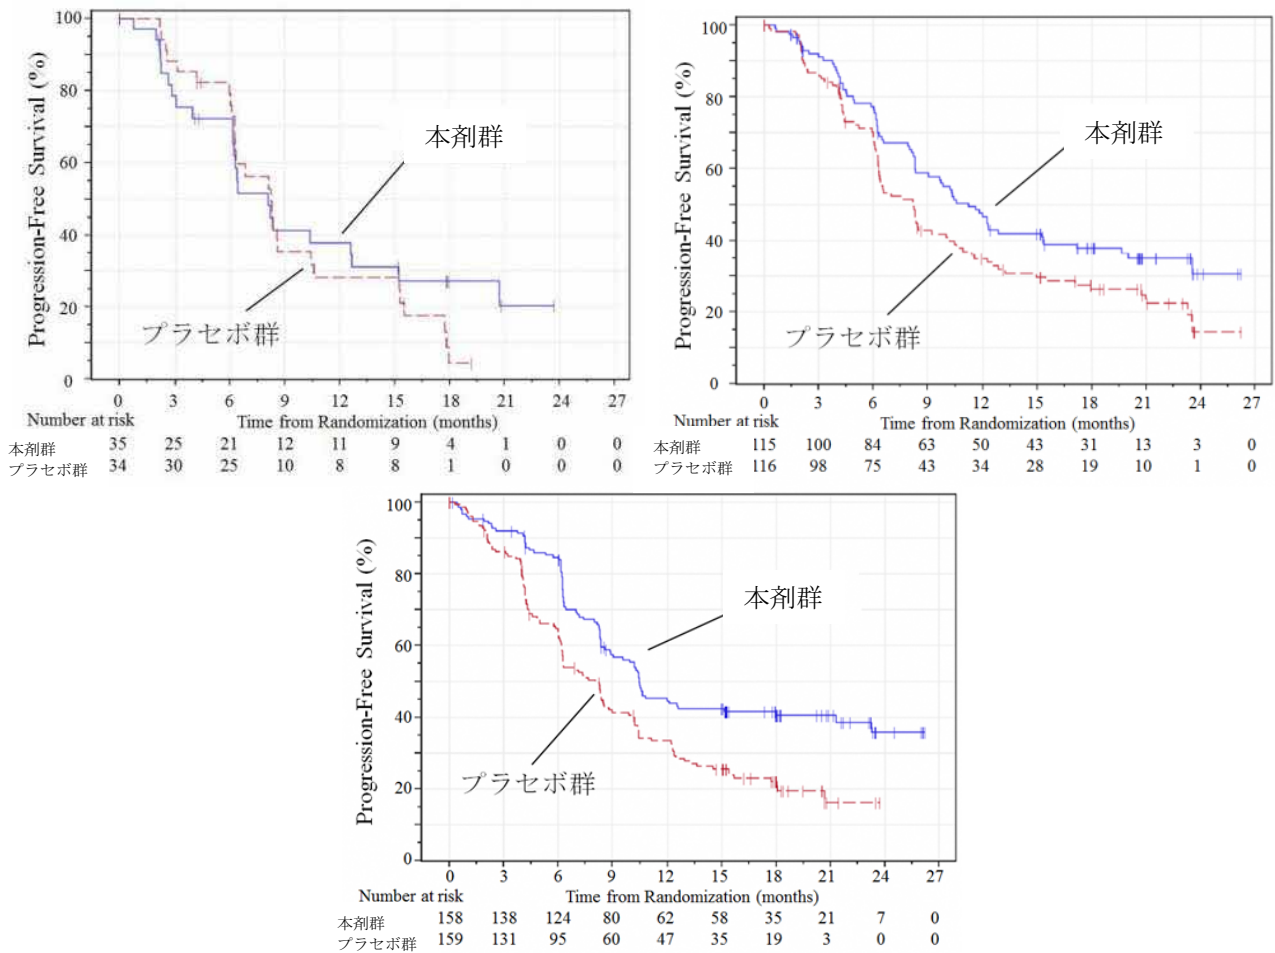 Progression-Free Survival (%)
100
80
60
40
20
0
本剤群
プラセボ群
0 3 6 9 12 15 18 21 24 27
Number at risk
Time from Randomization (months)
本剤群 35 25 21 12 11 9 4 1 0 0
プラセボ群 34 30 25 10 8 8 1 0 0 0
Progression-Free Survival (%)
100
80
60
40
20
0
本剤群
プラセボ群
0 3 6 9 12 15 18 21 24 27
Number at risk
Time from Randomization (months)
本剤群 115 100 84 63 50 43 31 13 3 0
プラセボ群 116 98 75 43 34 28 19 10 1 0
Progression-Free Survival (%)
100
80
60
40
20
0
本剤群
プラセボ群
0 3 6 9 12 15 18 21 24 27
Number at risk
Time from Randomization (months)
本剤群 158 138 124 80 62 58 35 21 7 0
プラセボ群 159 131 95 60 47 35 19 3 0 0